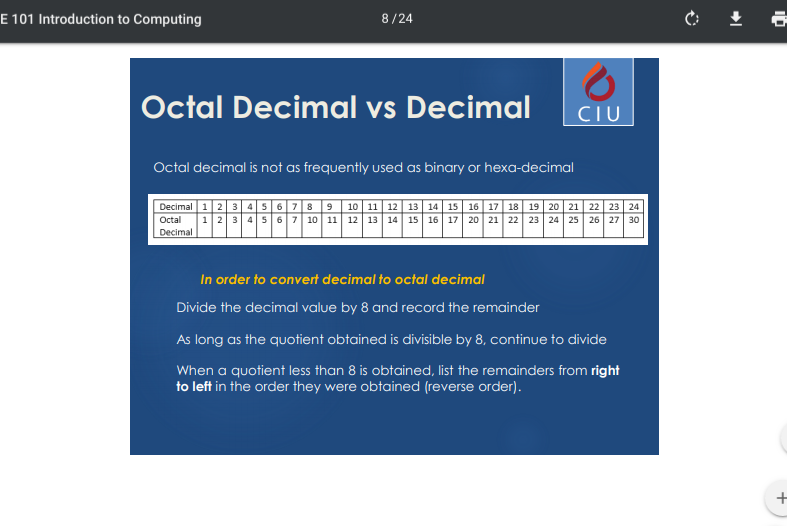 E 101 Introduction to Computing
8 / 24
Octal Decimal vs Decimal
CIU
Octal decimal is not as frequently used as binary or hexa-decimal
Decimal 1 2 3 4 5 6 7 8 9 10 11 12 13 14 15 16 17 18 19 20 21 22 23 24
Octal 1 2 3 4 5 6 7 10 11 12 13 14 15 16 17 20 21 22 23 24 25 26 27 30
Decimal
In order to convert decimal to octal decimal
Divide the decimal value by 8 and record the remainder
As long as the quotient obtained is divisible by 8, continue to divide
When a quotient less than 8 is obtained, list the remainders from right
to left in the order they were obtained (reverse order).